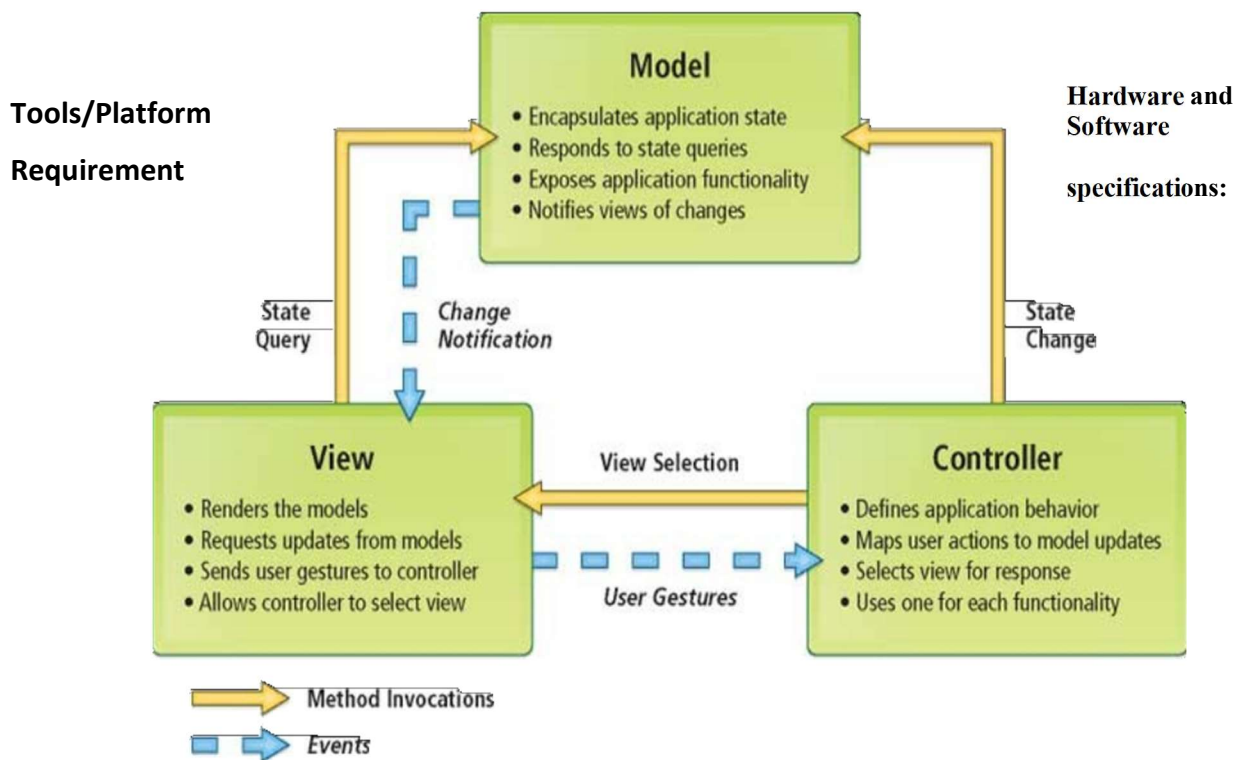 Tools/Platform
Requirement
Hardware and
Software
specifications:
Model
• Encapsulates application state
• Responds to state queries
• Exposes application functionality
• Notifies views of changes
State
Query
Change
Notification
State
Change
View
• Renders the models
• Requests updates from models
• Sends user gestures to controller
• Allows controller to select view
View Selection
User Gestures
Controller
• Defines application behavior
• Maps user actions to model updates
• Selects view for response
• Uses one for each functionality
Method Invocations
Events